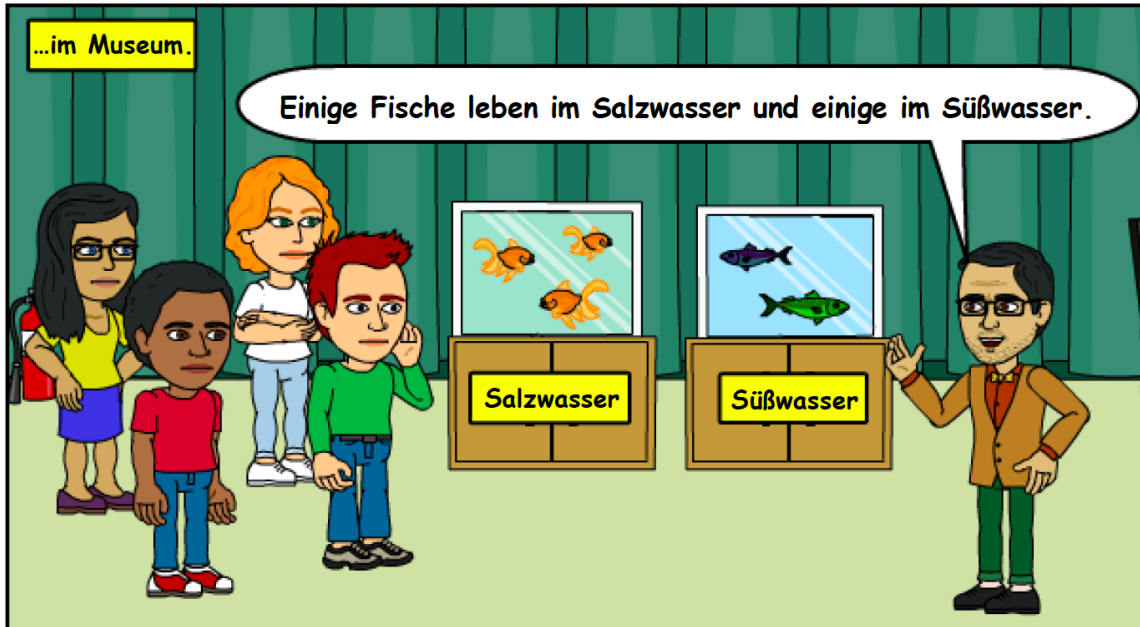 …im Museum.
Einige Fische leben im Salzwasser und einige im Süßwasser.
Salzwasser
Süßwasser